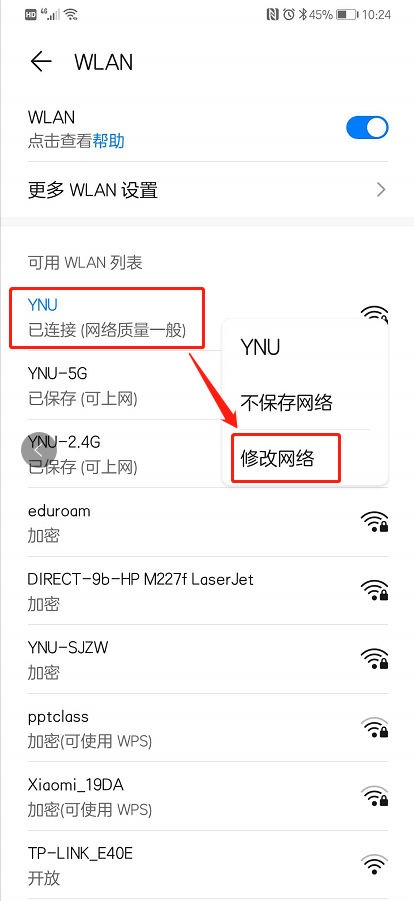 HD 4G 45% 10:24
WLAN
WLAN
点击查看帮助
更多 WLAN 设置
可用 WLAN 列表
YNU
已连接 (网络质量一般)
YNU
不保存网络
修改网络
YNU-5G
已保存 (可上网)
YNU-2.4G
已保存 (可上网)
eduroam
加密
DIRECT-9b-HP M227f LaserJet
加密
YNU-SJZW
加密
pptclass
加密(可使用 WPS)
Xiaomi_19DA
加密(可使用 WPS)
TP-LINK_E40E
开放